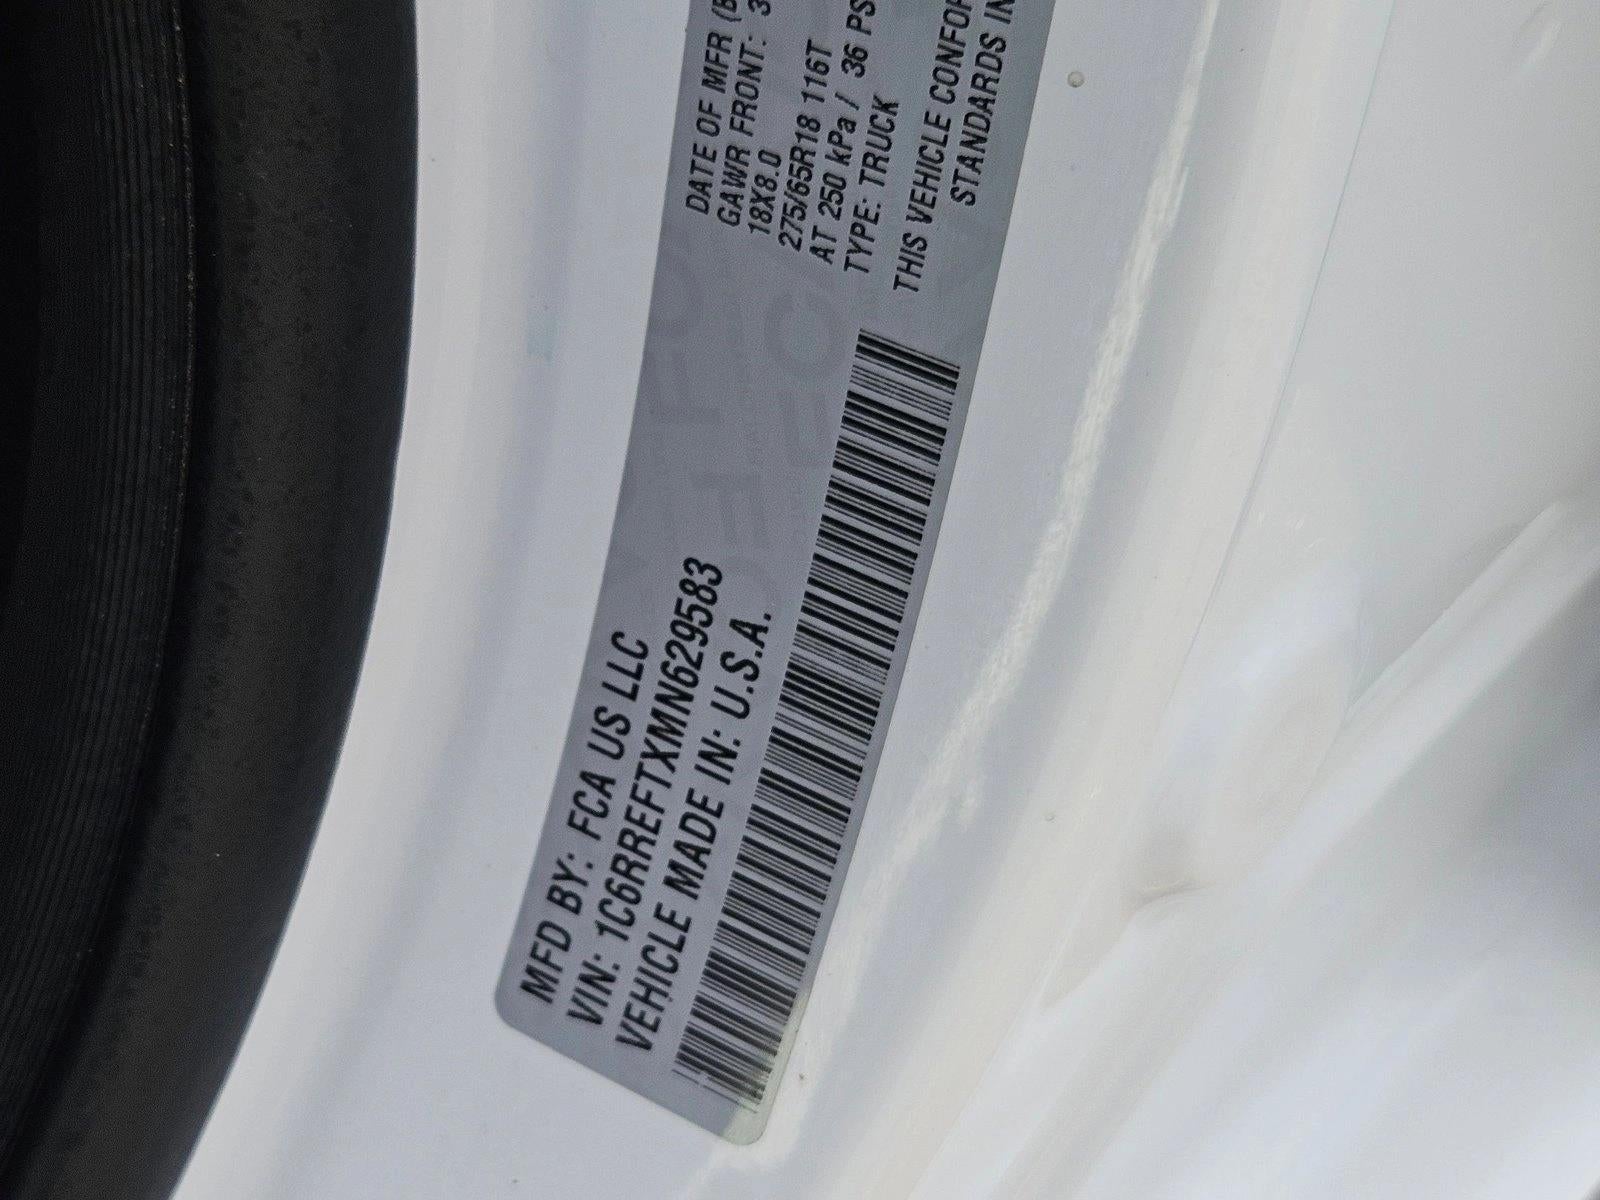 MFD BY: FCA US LLC
VIN: 1C6RREFTXMN629583
VEHICLE MADE IN: U.S.A.
DATE OF MFR
GAWR FRONT: 3
18X8.0
275/65R18 116T
AT 250 kPa / 36 PS
TYPE: TRUCK
THIS VEHICLE CONFOR
STANDARDS IN